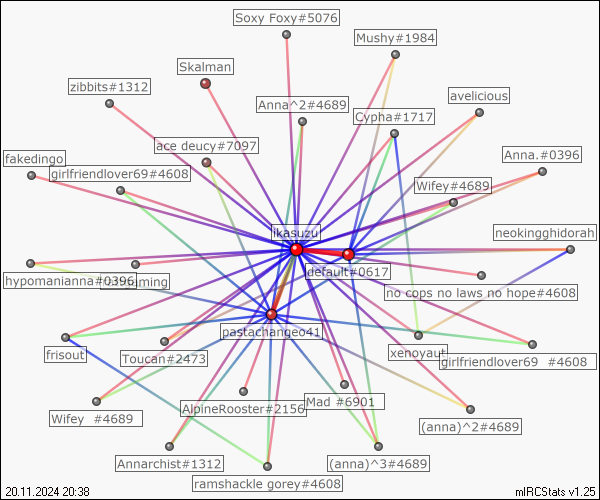 Soxy Foxy#5076
Mushy#1984
Skalman
zibbits#1312
avelicious
Anna^2#4689
Cypha#1717
ace deucy#7097
Anna.#0396
fakedingo
girlfriendlover69#4608
Wifey#4689
ikasuzu
neokingghidorah
default#0617
hypomanianna#0396
ming
no cops no laws no hope#4608
pastachange041
frisout
Toucan#2473
xenoyaut
girlfriendlover69 #4608
AlpineRooster#2156
Mad #6901
Wifey #4689
(anna)^2#4689
Annarchist#1312
(anna)^3#4689
ramshackle gorey#4608
20.11.2024 20:38
mIRCStats v1.25